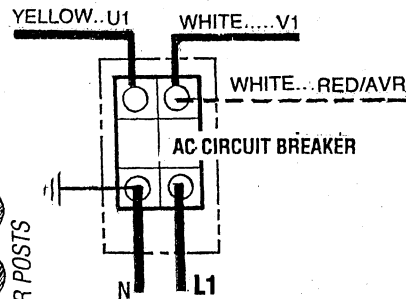 YELLOW..U1
WHITE.....V1
WHITE...RED/AVR
AC CIRCUIT BREAKER
R POSTS
N
L1